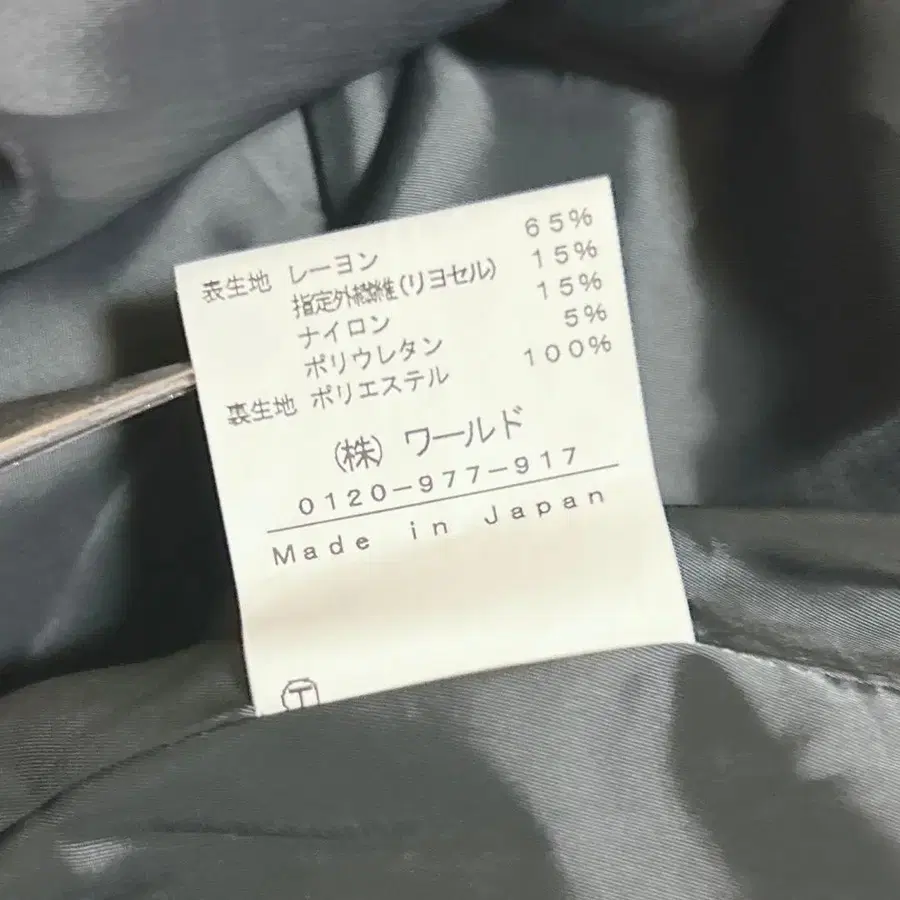 表生地 レーヨン 65%
指定外繊維(リヨセル) 15%
ナイロン 15%
ポリウレタン 5%
裏生地 ポリエステル 100%
(株) ワールド
0120-977-917
Made in Japan
T